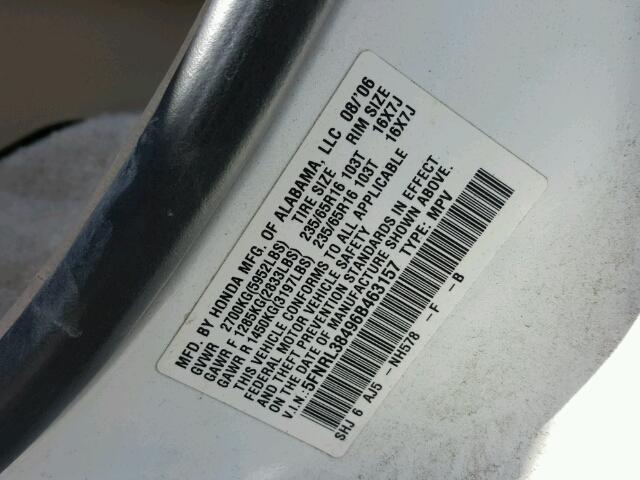 MFD. BY HONDA MFG. OF ALABAMA, LLC 08/'06
GVWR 2700KG(5952LBS) TIRE SIZE RIM SIZE
GAWR F 1285KG(2833LBS) 235/65R16 103T 16X7J
GAWR R 1450KG(3197LBS) 235/65R16 103T 16X7J
THIS VEHICLE CONFORMS TO ALL APPLICABLE
FEDERAL MOTOR VEHICLE SAFETY
AND THEFT PREVENTION STANDARDS IN EFFECT
ON THE DATE OF MANUFACTURE SHOWN ABOVE.
V.I.N.: 5FNRL38496B463157 TYPE: MPV
SHJ 6 AJ5 -NH578 -F -B